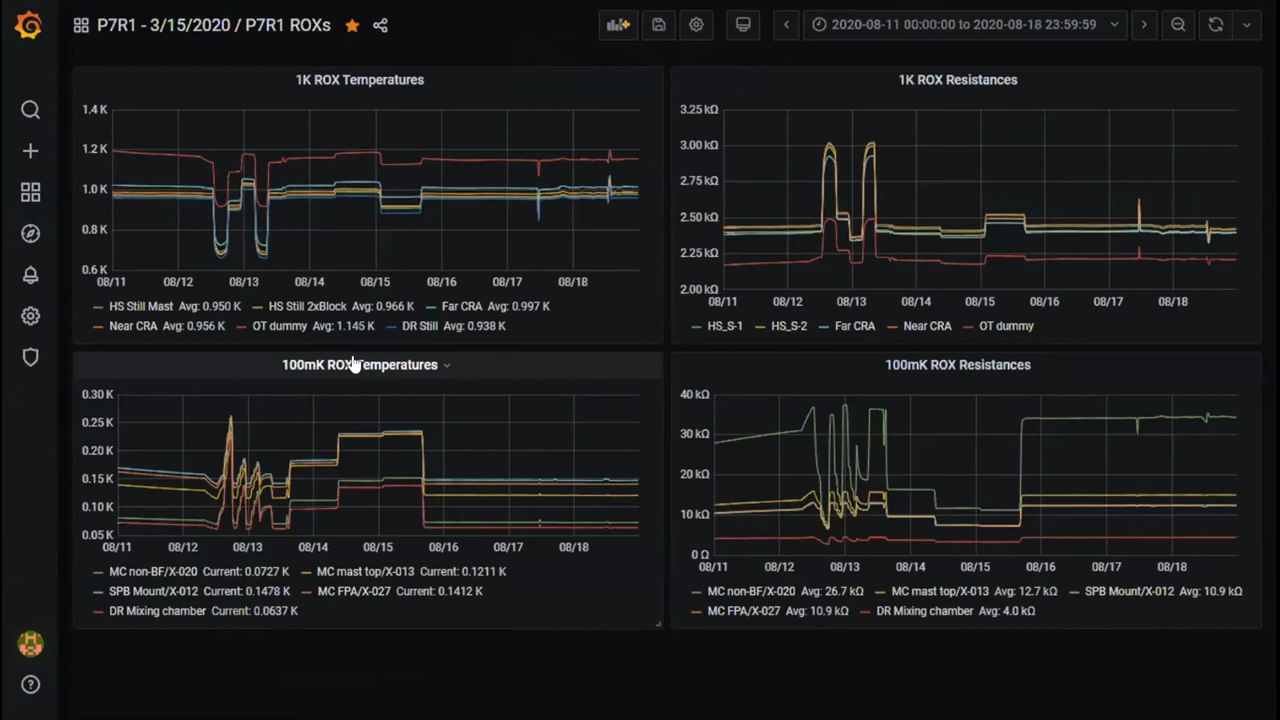 P7R1 - 3/15/2020 / P7R1 ROXs
2020-08-11 00:00:00 to 2020-08-18 23:59:59
1K ROX Temperatures
1.4 K
1.2 K
1.0 K
0.8 K
0.6 K
08/11 08/12 08/13 08/14 08/15 08/16 08/17 08/18
HS Still Mast Avg: 0.950 K HS Still 2xBlock Avg: 0.966 K Far CRA Avg: 0.997 K
Near CRA Avg: 0.956 K OT dummy Avg: 1.145 K DR Still Avg: 0.938 K
1K ROX Resistances
3.25 kΩ
3.00 kΩ
2.75 kΩ
2.50 kΩ
2.25 kΩ
2.00 kΩ
08/11 08/12 08/13 08/14 08/15 08/16 08/17 08/18
HS_S-1 HS_S-2 Far CRA Near CRA OT dummy
100mK ROX Temperatures
0.30 K
0.25 K
0.20 K
0.15 K
0.10 K
0.05 K
08/11 08/12 08/13 08/14 08/15 08/16 08/17 08/18
MC non-BF/X-020 Current: 0.0727 K MC mast top/X-013 Current: 0.1211 K
SPB Mount/X-012 Current: 0.1478 K MC FPA/X-027 Current: 0.1412 K
DR Mixing chamber Current: 0.0637 K
100mK ROX Resistances
40 kΩ
30 kΩ
20 kΩ
10 kΩ
0 Ω
08/11 08/12 08/13 08/14 08/15 08/16 08/17 08/18
MC non-BF/X-020 Avg: 26.7 kΩ MC mast top/X-013 Avg: 12.7 kΩ SPB Mount/X-012 Avg: 10.9 kΩ
MC FPA/X-027 Avg: 10.9 kΩ DR Mixing chamber Avg: 4.0 kΩ